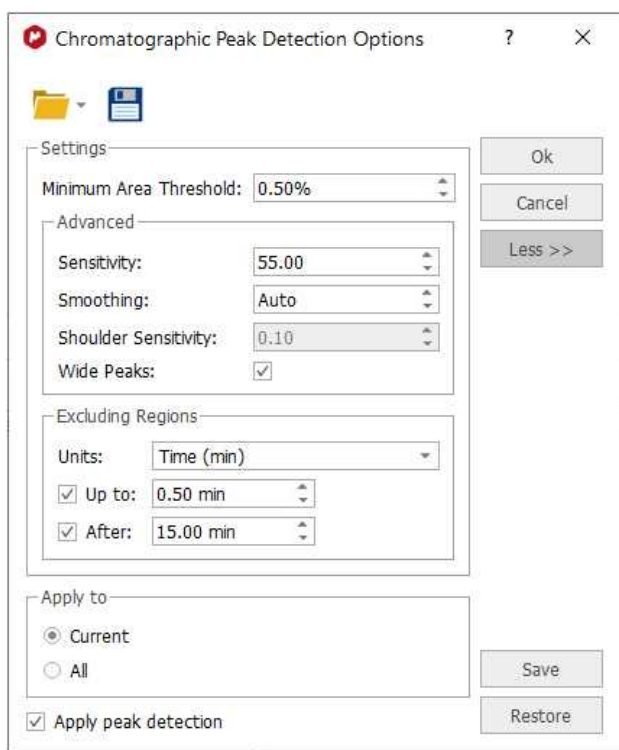 Chromatographic Peak Detection Options ?
Settings
Minimum Area Threshold: 0.50%
Advanced
Sensitivity: 55.00
Smoothing: Auto
Shoulder Sensitivity: 0.10
Wide Peaks:
Excluding Regions
Units: Time (min)
Up to: 0.50 min
After: 15.00 min
Apply to
Current
All
Apply peak detection
Ok
Cancel
Less >>
Save
Restore